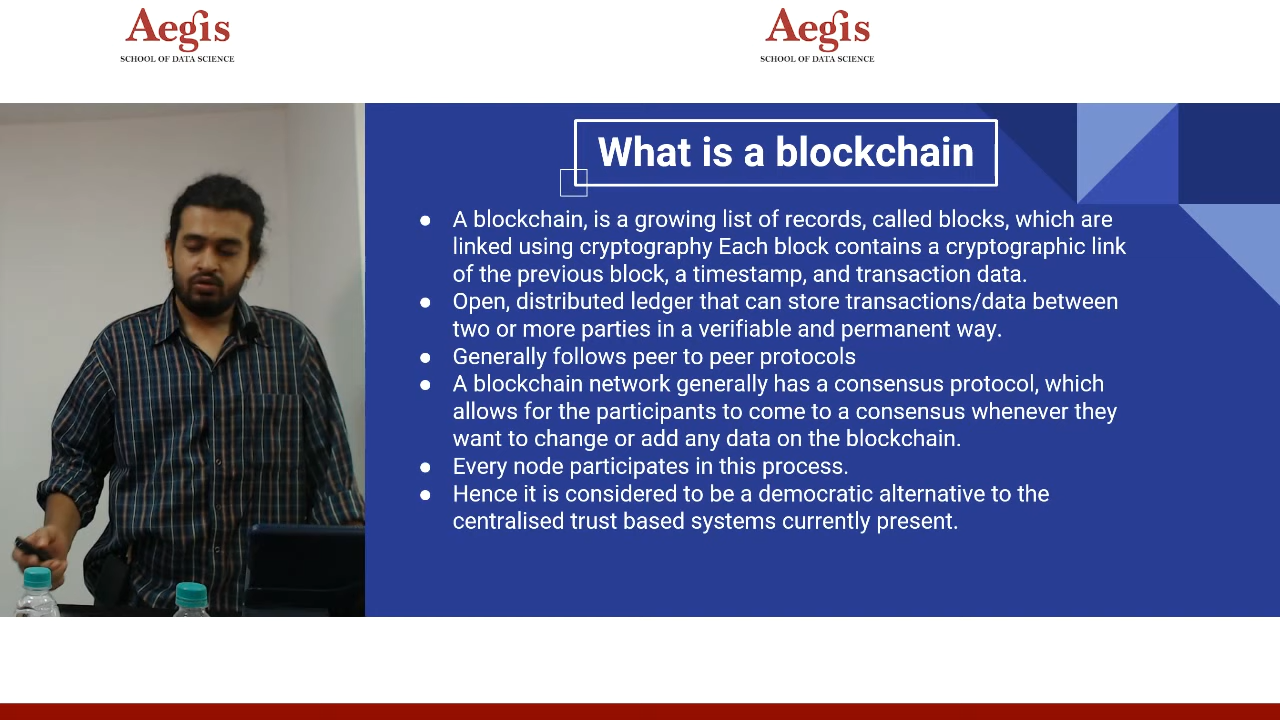 Aegis
SCHOOL OF DATA SCIENCE
Aegis
SCHOOL OF DATA SCIENCE
What is a blockchain
● A blockchain, is a growing list of records, called blocks, which are
linked using cryptography Each block contains a cryptographic link
of the previous block, a timestamp, and transaction data.
● Open, distributed ledger that can store transactions/data between
two or more parties in a verifiable and permanent way.
● Generally follows peer to peer protocols
● A blockchain network generally has a consensus protocol, which
allows for the participants to come to a consensus whenever they
want to change or add any data on the blockchain.
● Every node participates in this process.
● Hence it is considered to be a democratic alternative to the
centralised trust based systems currently present.